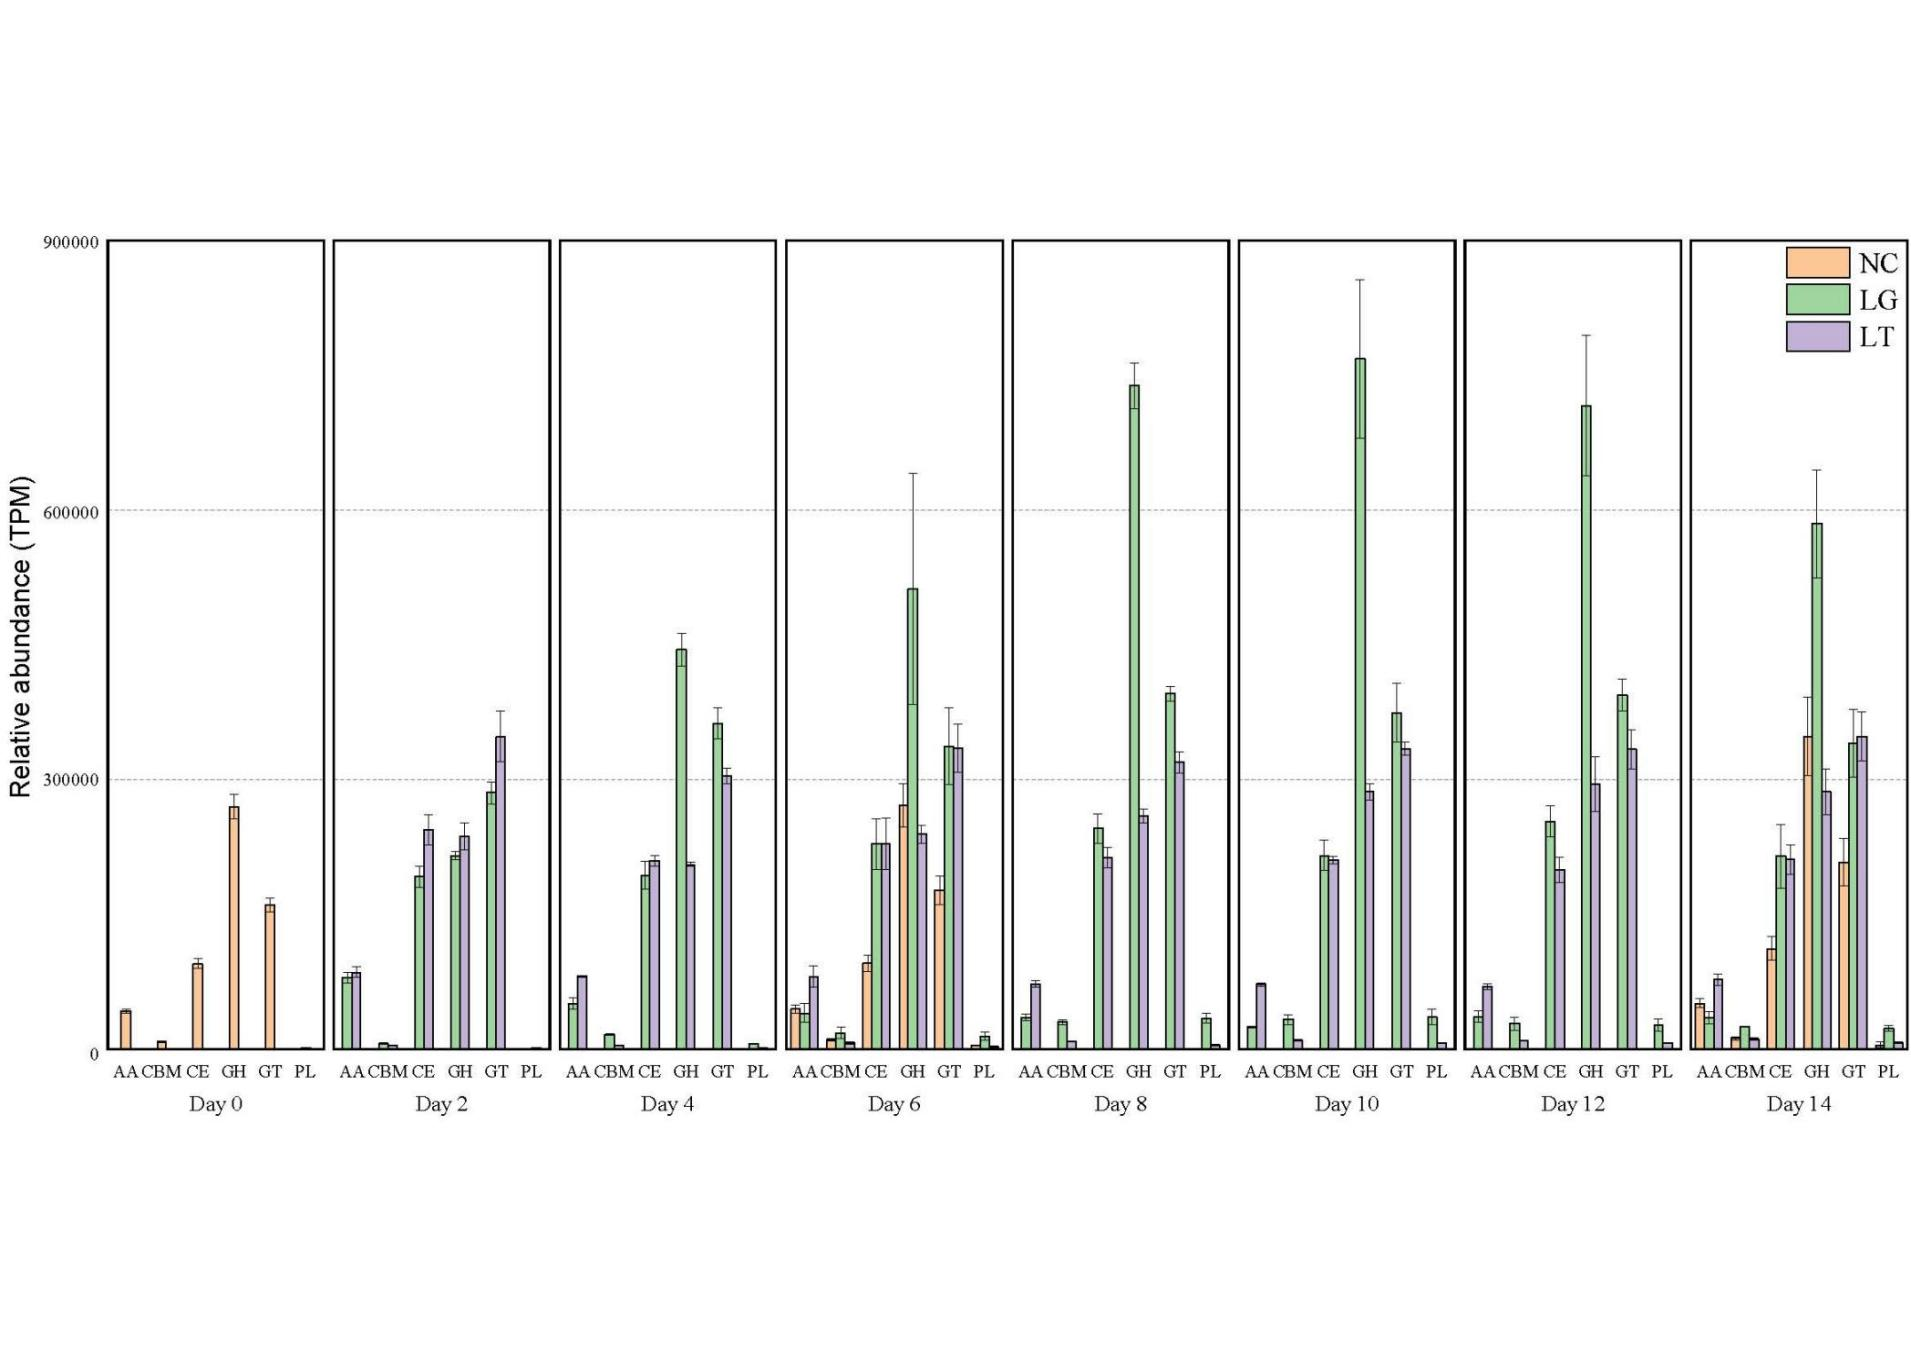 Relative abundance (TPM)
900000
600000
300000
0
NC
LG
LT
AA CBM CE GH GT PL
Day 0
AA CBM CE GH GT PL
Day 2
AA CBM CE GH GT PL
Day 4
AA CBM CE GH GT PL
Day 6
AA CBM CE GH GT PL
Day 8
AA CBM CE GH GT PL
Day 10
AA CBM CE GH GT PL
Day 12
AA CBM CE GH GT PL
Day 14